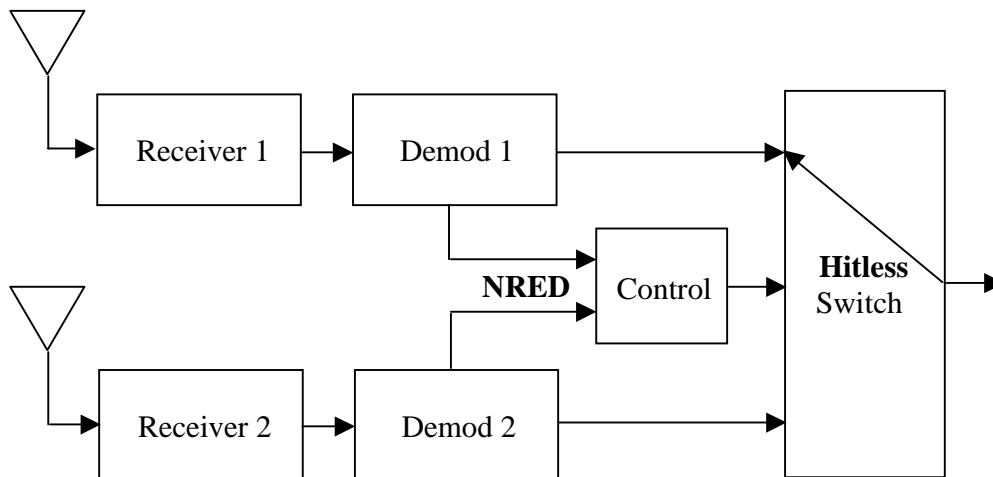 Receiver 1
Demod 1
NRED
Control
Hitless
Switch
Receiver 2
Demod 2